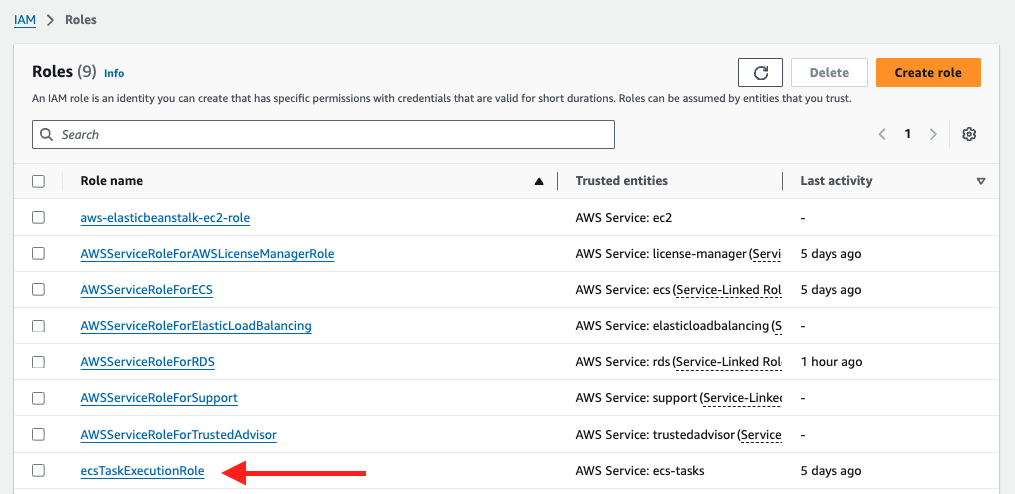 IAM > Roles
Roles (9) Info
Delete
Create role
An IAM role is an identity you can create that has specific permissions with credentials that are valid for short durations. Roles can be assumed by entities that you trust.
Search
1
Role name Trusted entities Last activity
aws-elasticbeanstalk-ec2-role AWS Service: ec2 -
AWSServiceRoleForAWSLicenseManagerRole AWS Service: license-manager (Servi 5 days ago
AWSServiceRoleForECS AWS Service: ecs (Service-Linked Rol 5 days ago
AWSServiceRoleForElasticLoadBalancing AWS Service: elasticloadbalancing (S -
AWSServiceRoleForRDS AWS Service: rds (Service-Linked Rol 1 hour ago
AWSServiceRoleForSupport AWS Service: support (Service-Linked -
AWSServiceRoleForTrustedAdvisor AWS Service: trustedadvisor (Service -
ecsTaskExecutionRole AWS Service: ecs-tasks 5 days ago